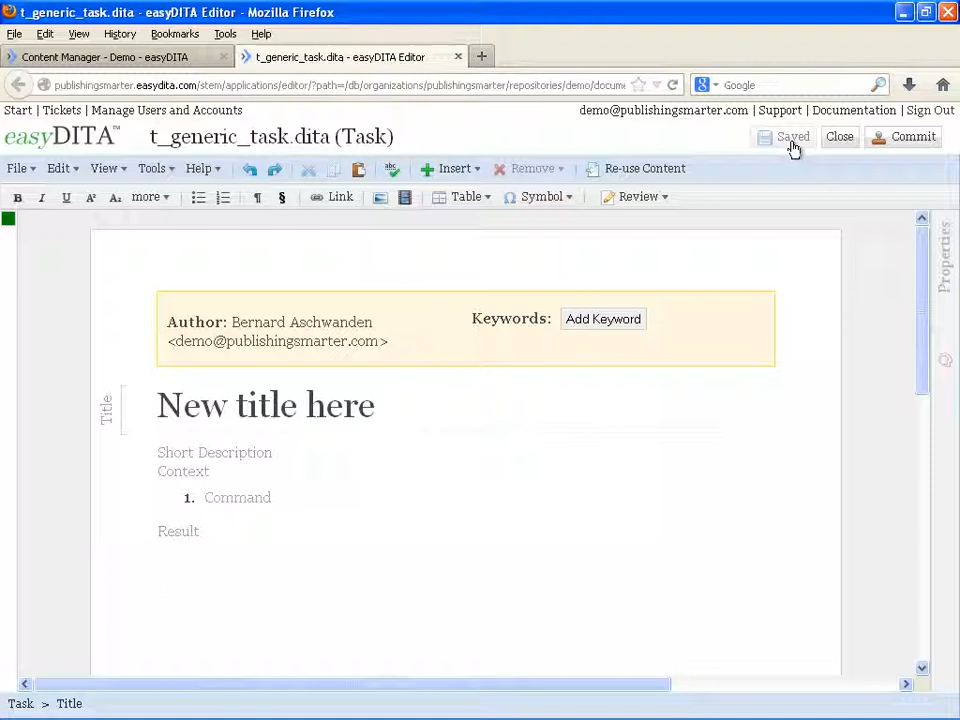 t_generic_task.dita - easyDITA Editor - Mozilla Firefox
File Edit View History Bookmarks Tools Help
Content Manager - Demo - easyDITA × t_generic_task.dita - easyDITA Editor × +
publishingsmarter.easydita.com/stem/applications/editor/?path=/db/organizations/publishingsmarter/repositories/demo/docume Google
Start | Tickets | Manage Users and Accounts demo@publishingsmarter.com | Support | Documentation | Sign Out
easyDITA™ t_generic_task.dita (Task) Saved Close Commit
File Edit View Tools Help ABC Insert Remove Re-use Content
B I U A² A₂ more ¶ § Link Table Ω Symbol Review
Properties
Author: Bernard Aschwanden Keywords: Add Keyword
<demo@publishingsmarter.com>
Title
New title here
Short Description
Context
1. Command
Result
Task > Title